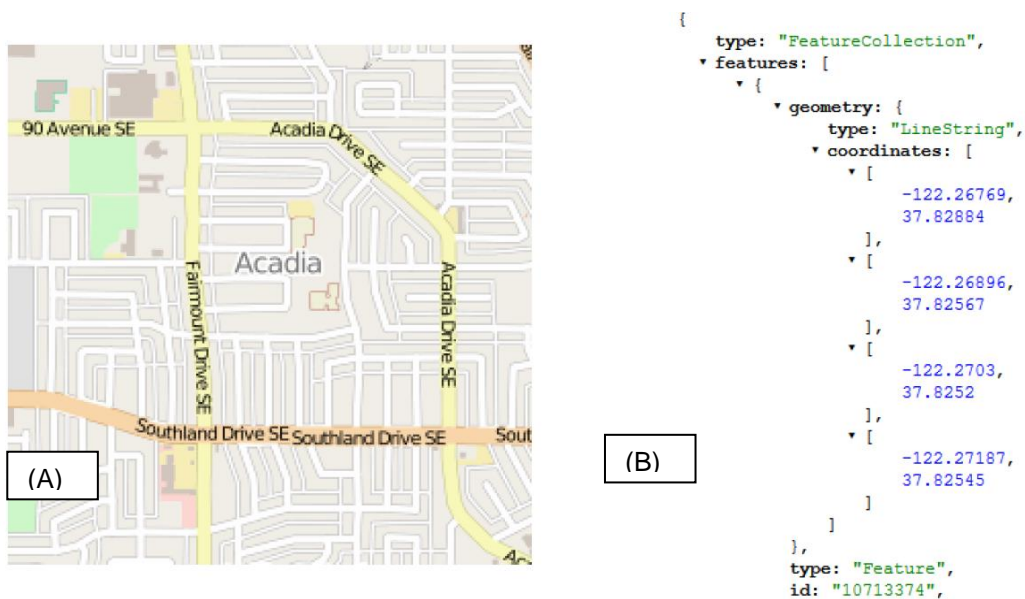 90 Avenue SE
Acadia Drive SE
Acadia
Fairmount Drive SE
Acadia Drive SE
Southland Drive SE
Southland Drive SE
Sout
Ac
(A)
{
type: "FeatureCollection",
▾ features: [
▾ {
▾ geometry: {
type: "LineString",
▾ coordinates: [
▾ [
-122.26769,
37.82884
],
▾ [
-122.26896,
37.82567
],
▾ [
-122.2703,
37.8252
],
▾ [
-122.27187,
37.82545
]
]
},
type: "Feature",
id: "10713374",
(B)